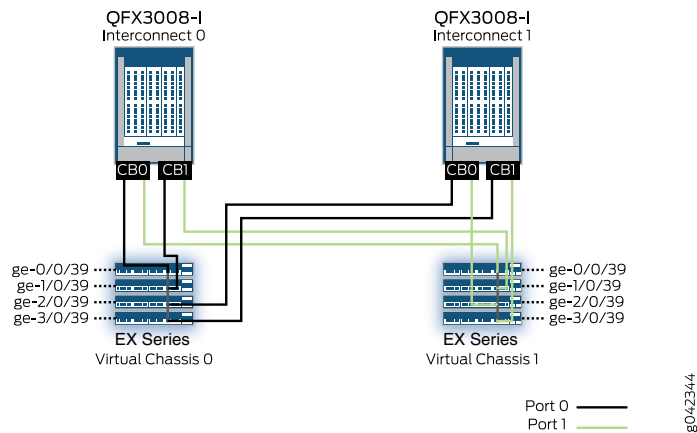 QFX3008-I
Interconnect 0
QFX3008-I
Interconnect 1
CB0 CB1
CB0 CB1
ge-0/0/39
ge-1/0/39
ge-2/0/39
ge-3/0/39
ge-0/0/39
ge-1/0/39
ge-2/0/39
ge-3/0/39
EX Series
Virtual Chassis 0
EX Series
Virtual Chassis 1
Port 0
Port 1
g042344